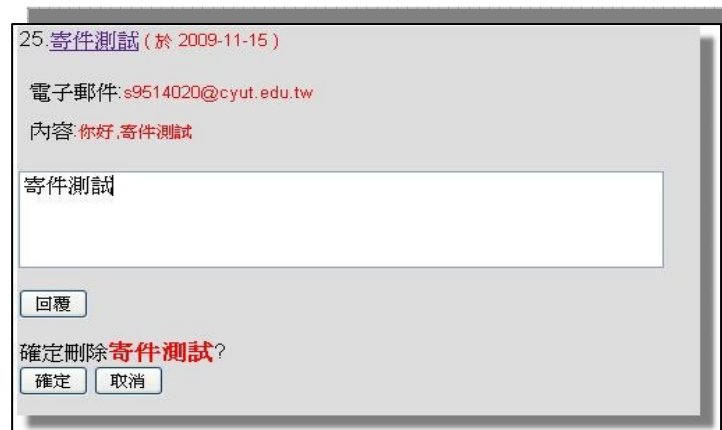 25.寄件測試 ( 於 2009-11-15 )
電子郵件:s9514020@cyut.edu.tw
內容:你好,寄件測試
寄件測試
回覆
確定刪除寄件測試?
確定 取消